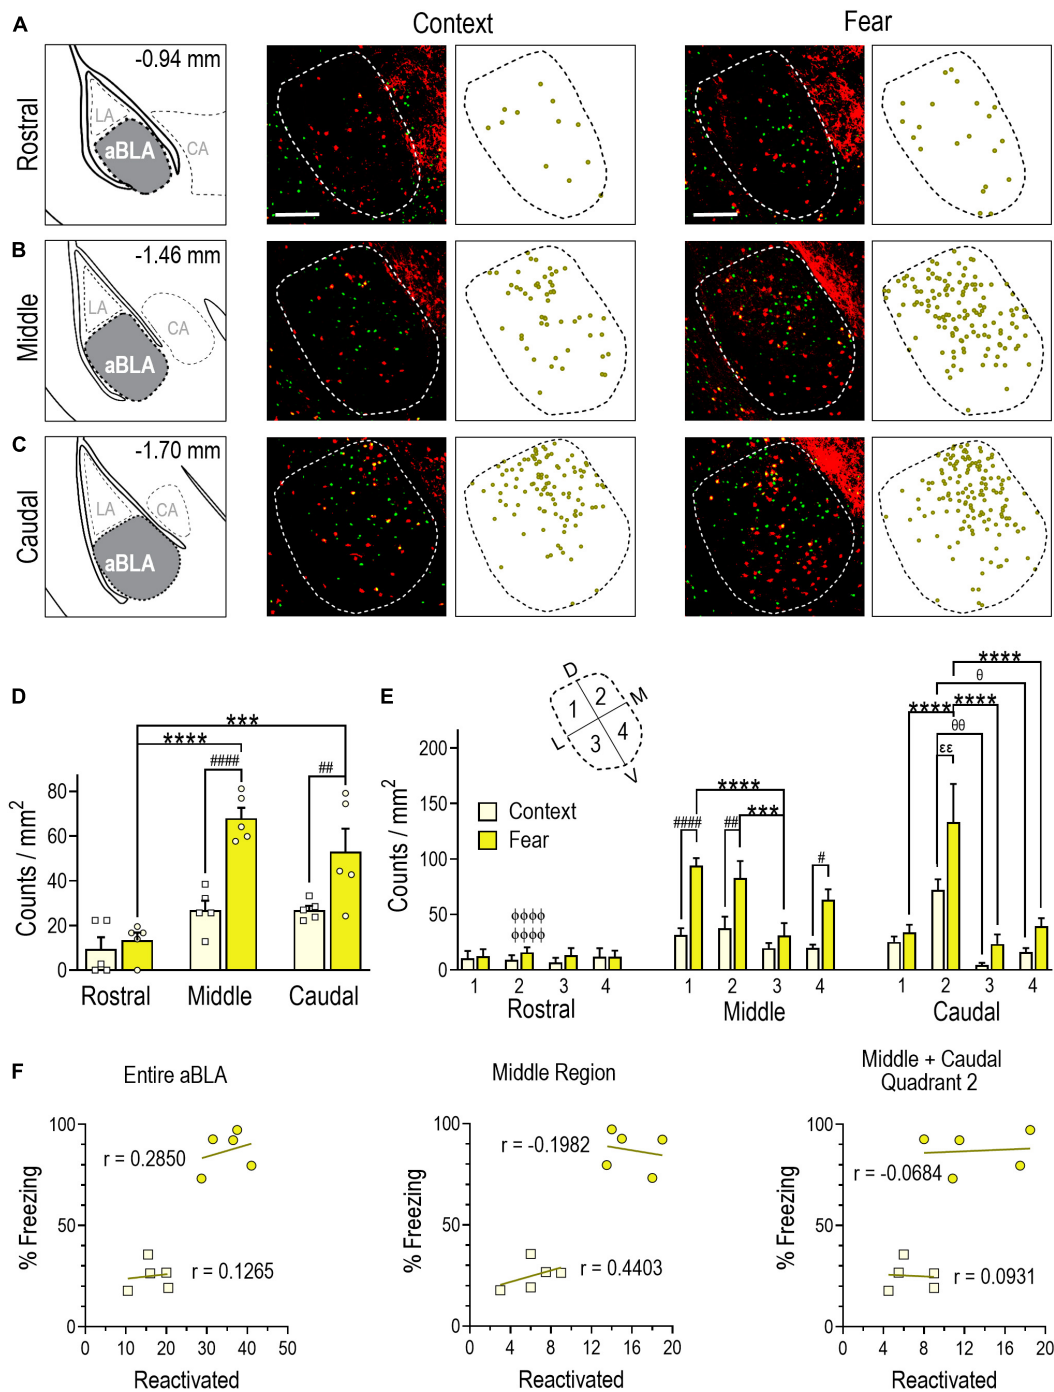 Context Fear
A -0.94 mm
Rostral
LA
aBLA
CA
B -1.46 mm
Middle
LA
aBLA
CA
C -1.70 mm
Caudal
LA
CA
aBLA
D
Counts / mm2
80
60
40
20
0
****
***
####
##
Rostral Middle Caudal
E
Counts / mm2
200
150
100
50
0
D
M
L
V
1 2 3 4
Context
Fear
ϕϕϕϕ
ϕϕϕϕ
####
##
#
****
***
****
θ
**** ****
θθ
εε
1 2 3 4 1 2 3 4 1 2 3 4
Rostral Middle Caudal
F
Entire aBLA
% Freezing
100
50
0
r = 0.2850
r = 0.1265
0 10 20 30 40 50
Reactivated
Middle Region
% Freezing
100
50
0
r = -0.1982
r = 0.4403
0 4 8 12 16 20
Reactivated
Middle + Caudal
Quadrant 2
% Freezing
100
50
0
r = -0.0684
r = 0.0931
0 4 8 12 16 20
Reactivated